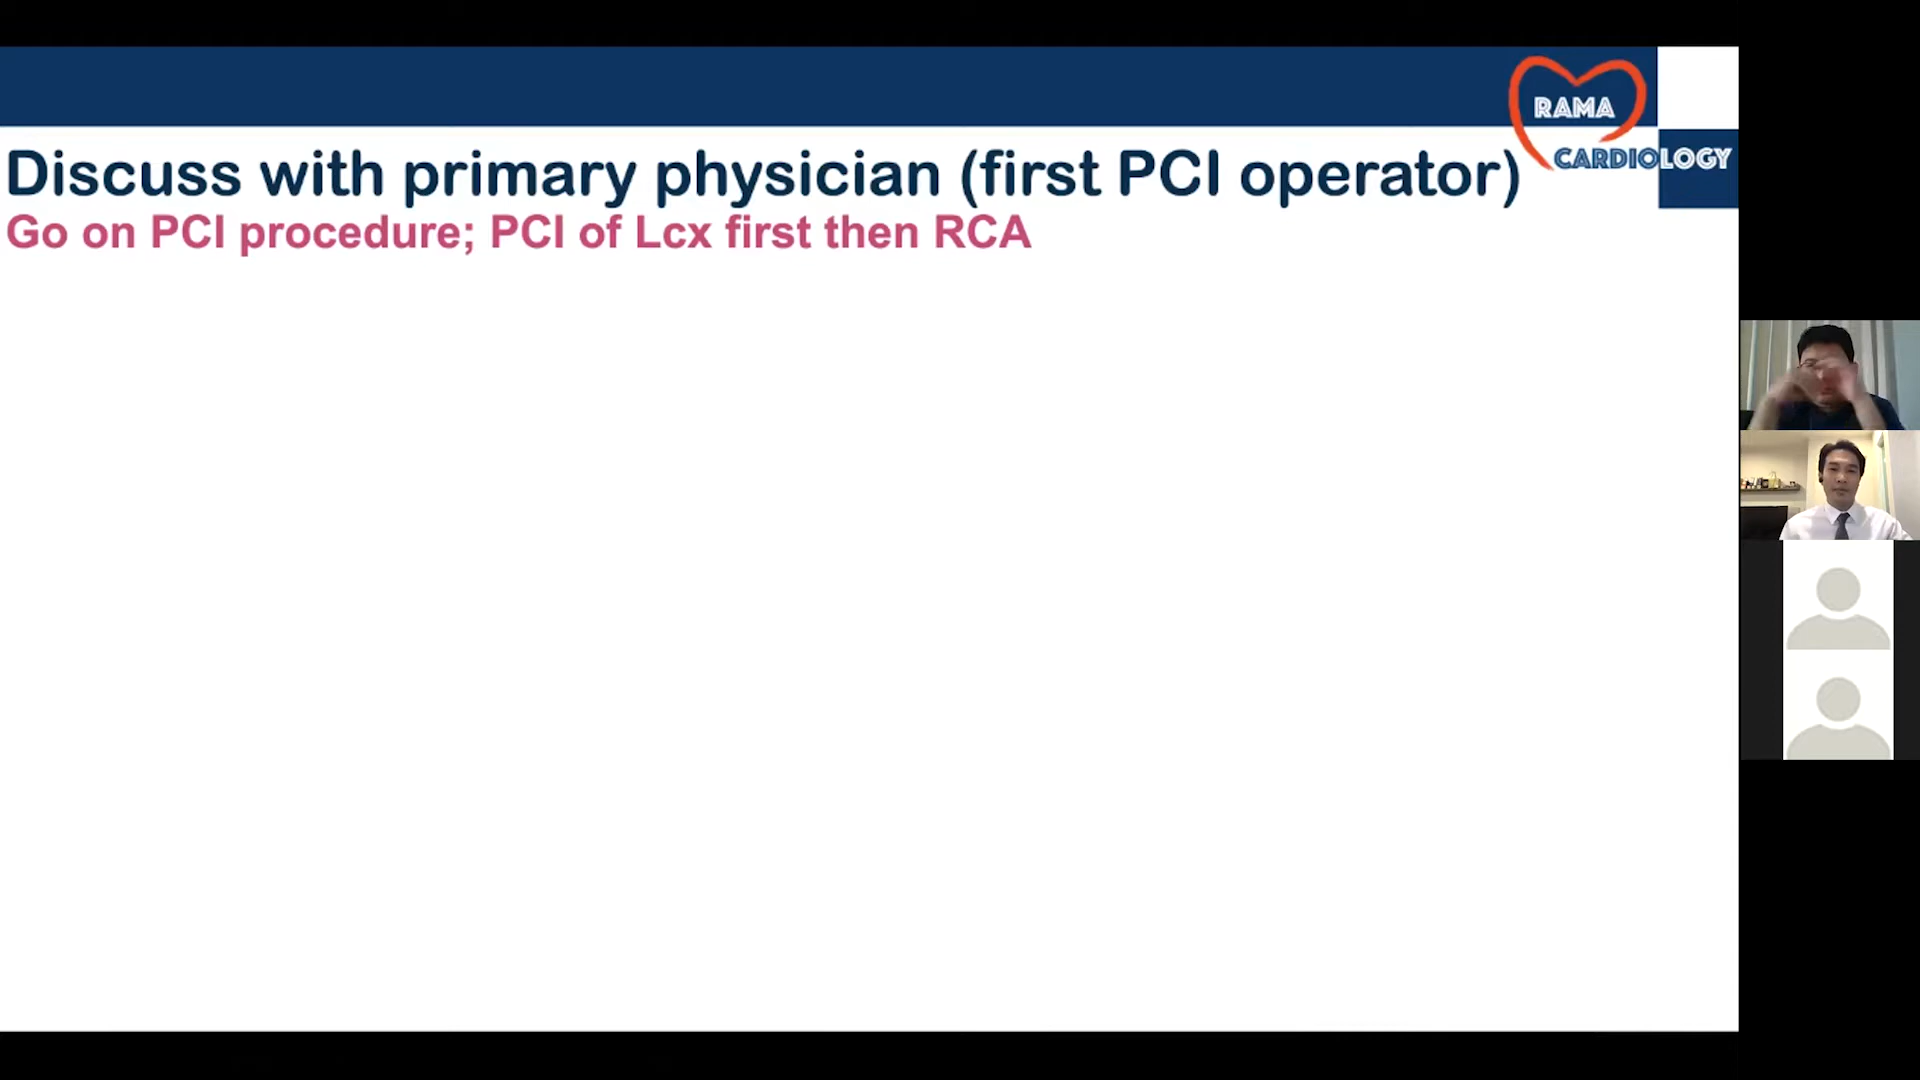 RAMA
CARDIOLOGY
Discuss with primary physician (first PCI operator)
Go on PCI procedure; PCI of Lcx first then RCA